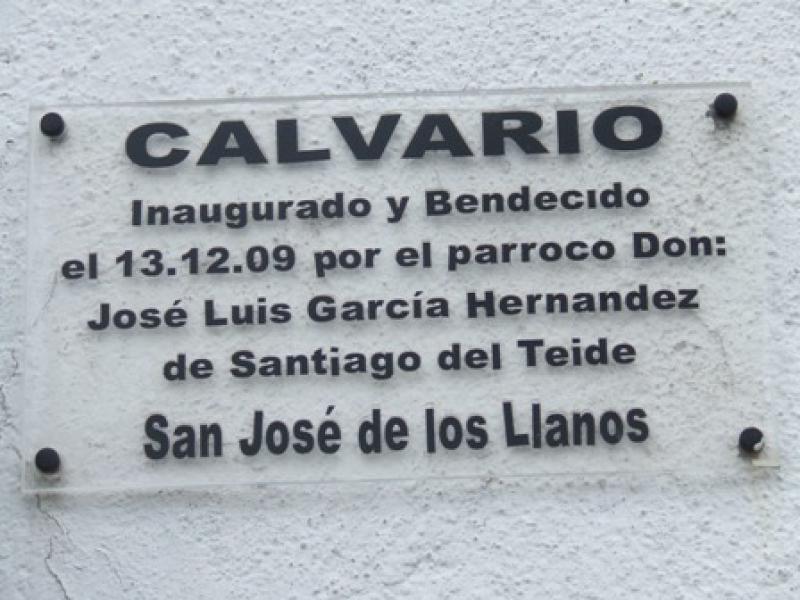 CALVARIO
Inaugurado y Bendecido
el 13.12.09 por el parroco Don:
José Luis García Hernandez
de Santiago del Teide
San José de los Llanos